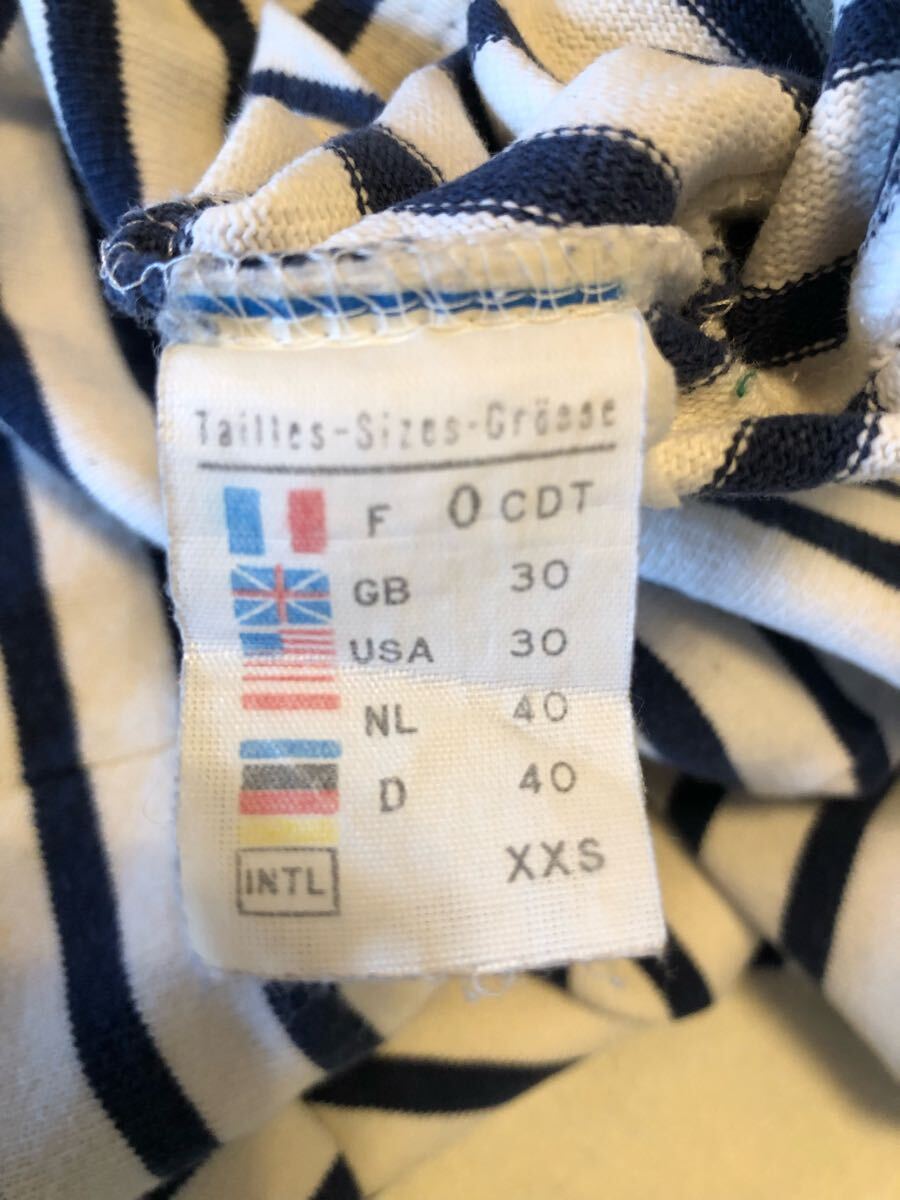 Tailles-Sizes-Grösse
F 0 CDT
GB 30
USA 30
NL 40
D 40
INTL XXS